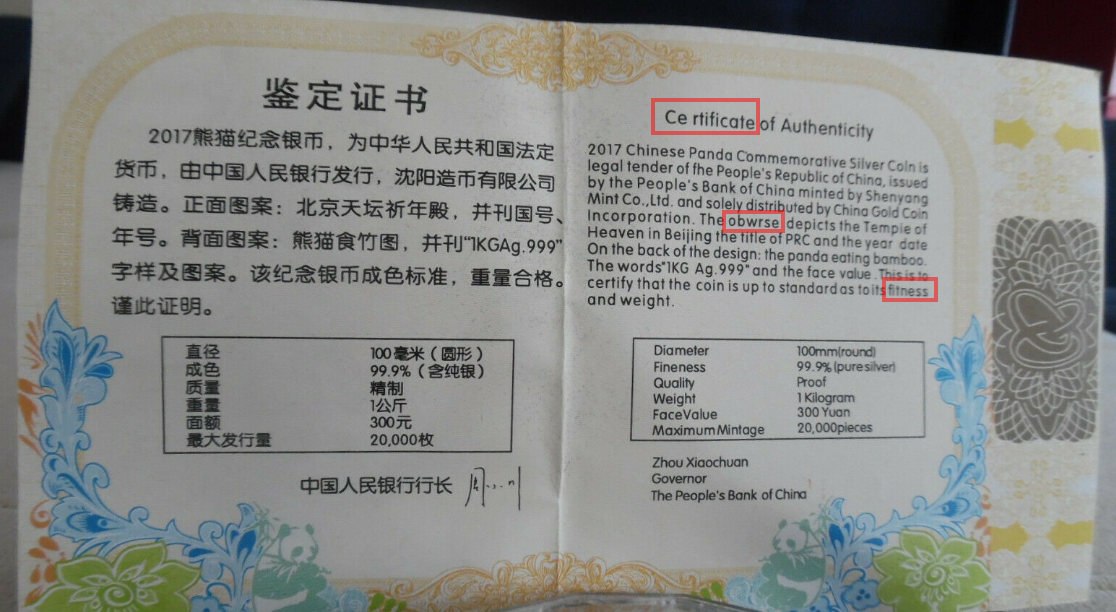 鉴定证书
2017熊猫纪念银币，为中华人民共和国法定
货币，由中国人民银行发行，沈阳造币有限公司
铸造。正面图案：北京天坛祈年殿，并刊国号、
年号。背面图案：熊猫食竹图，并刊“1KGAg.999”
字样及图案。该纪念银币成色标准，重量合格。
谨此证明。
直径 100毫米（圆形）
成色 99.9%（含纯银）
质量 精制
重量 1公斤
面额 300元
最大发行量 20,000枚
中国人民银行行长
Ce rtificate of Authenticity
2017 Chinese Panda Commemorative Silver Coin is
legal tender of fhe People's Republic of China, issued
by the People's Bank of China minted by Shenyang
Mint Co.,Ltd. and solely distributed by China Gold Coin
Incorporation. The obwrse depicts the Temple of
Heaven in Beijing the title of PRC and the year date
On the back of the design: the panda eating bamboo.
The words"1KG Ag.999" and the face value .This is to
certify that the coin is up to standard as to its fitness
and weight.
Diameter 100mm(round)
Fineness 99.9%(pure silver)
Quality Proof
Weight 1 Kilogram
FaceValue 300 Yuan
Maximum Mintage 20,000pieces
Zhou Xiaochuan
Governor
The People's Bank of China